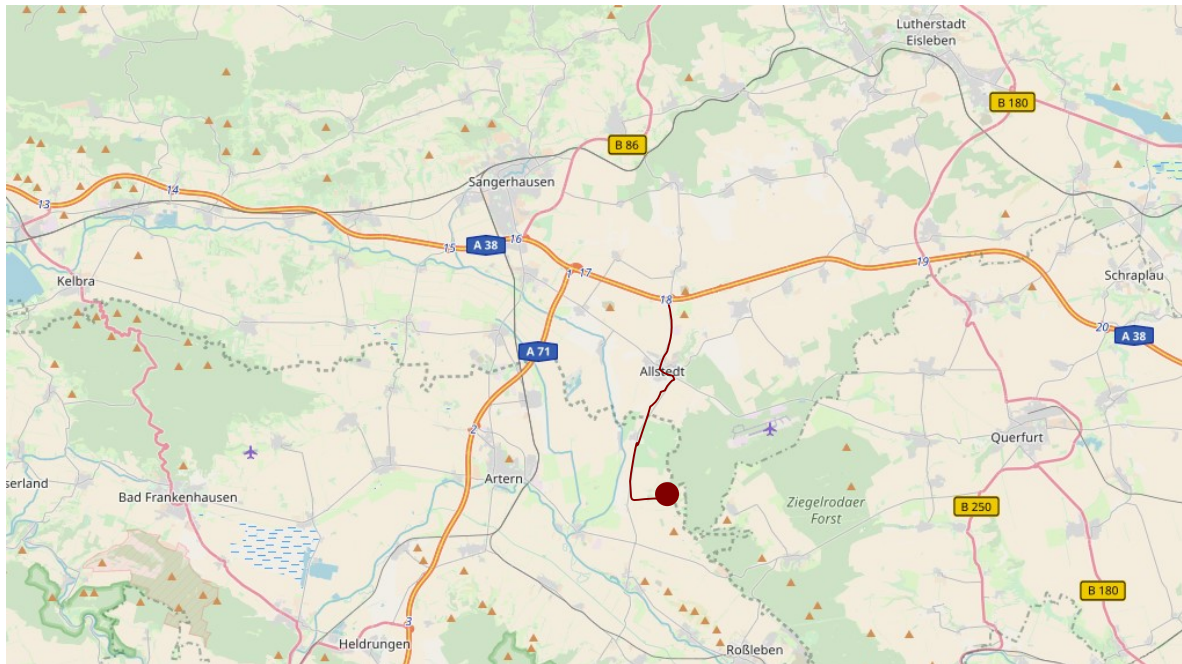 Lutherstadt
Eisleben
B 180
B 86
Sangerhausen
14
13
15
A 38
16
1
17
18
19
Schraplau
Kelbra
20
A 38
A 71
Allstedt
2
Querfurt
Artern
serland
Bad Frankenhausen
Ziegelrodaer
Forst
B 250
B 180
3
Heldrungen
Roßleben